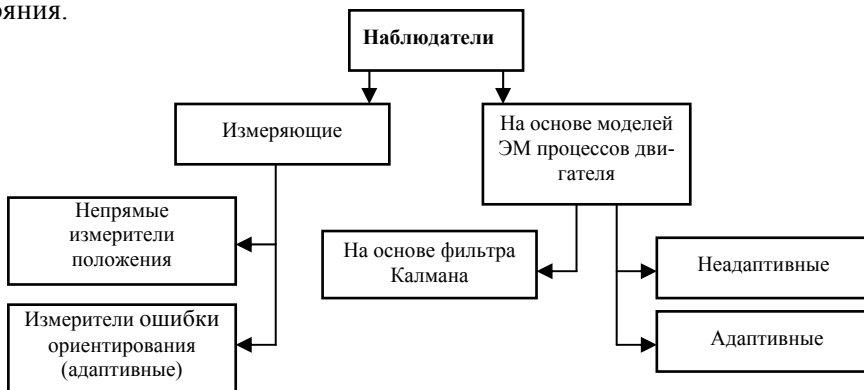 ояния.
Наблюдатели
Измеряющие
На основе моделей
ЭМ процессов дви-
гателя
Непрямые
измерители
положения
На основе фильтра
Калмана
Неадаптивные
Измерители ошибки
ориентирования
(адаптивные)
Адаптивные